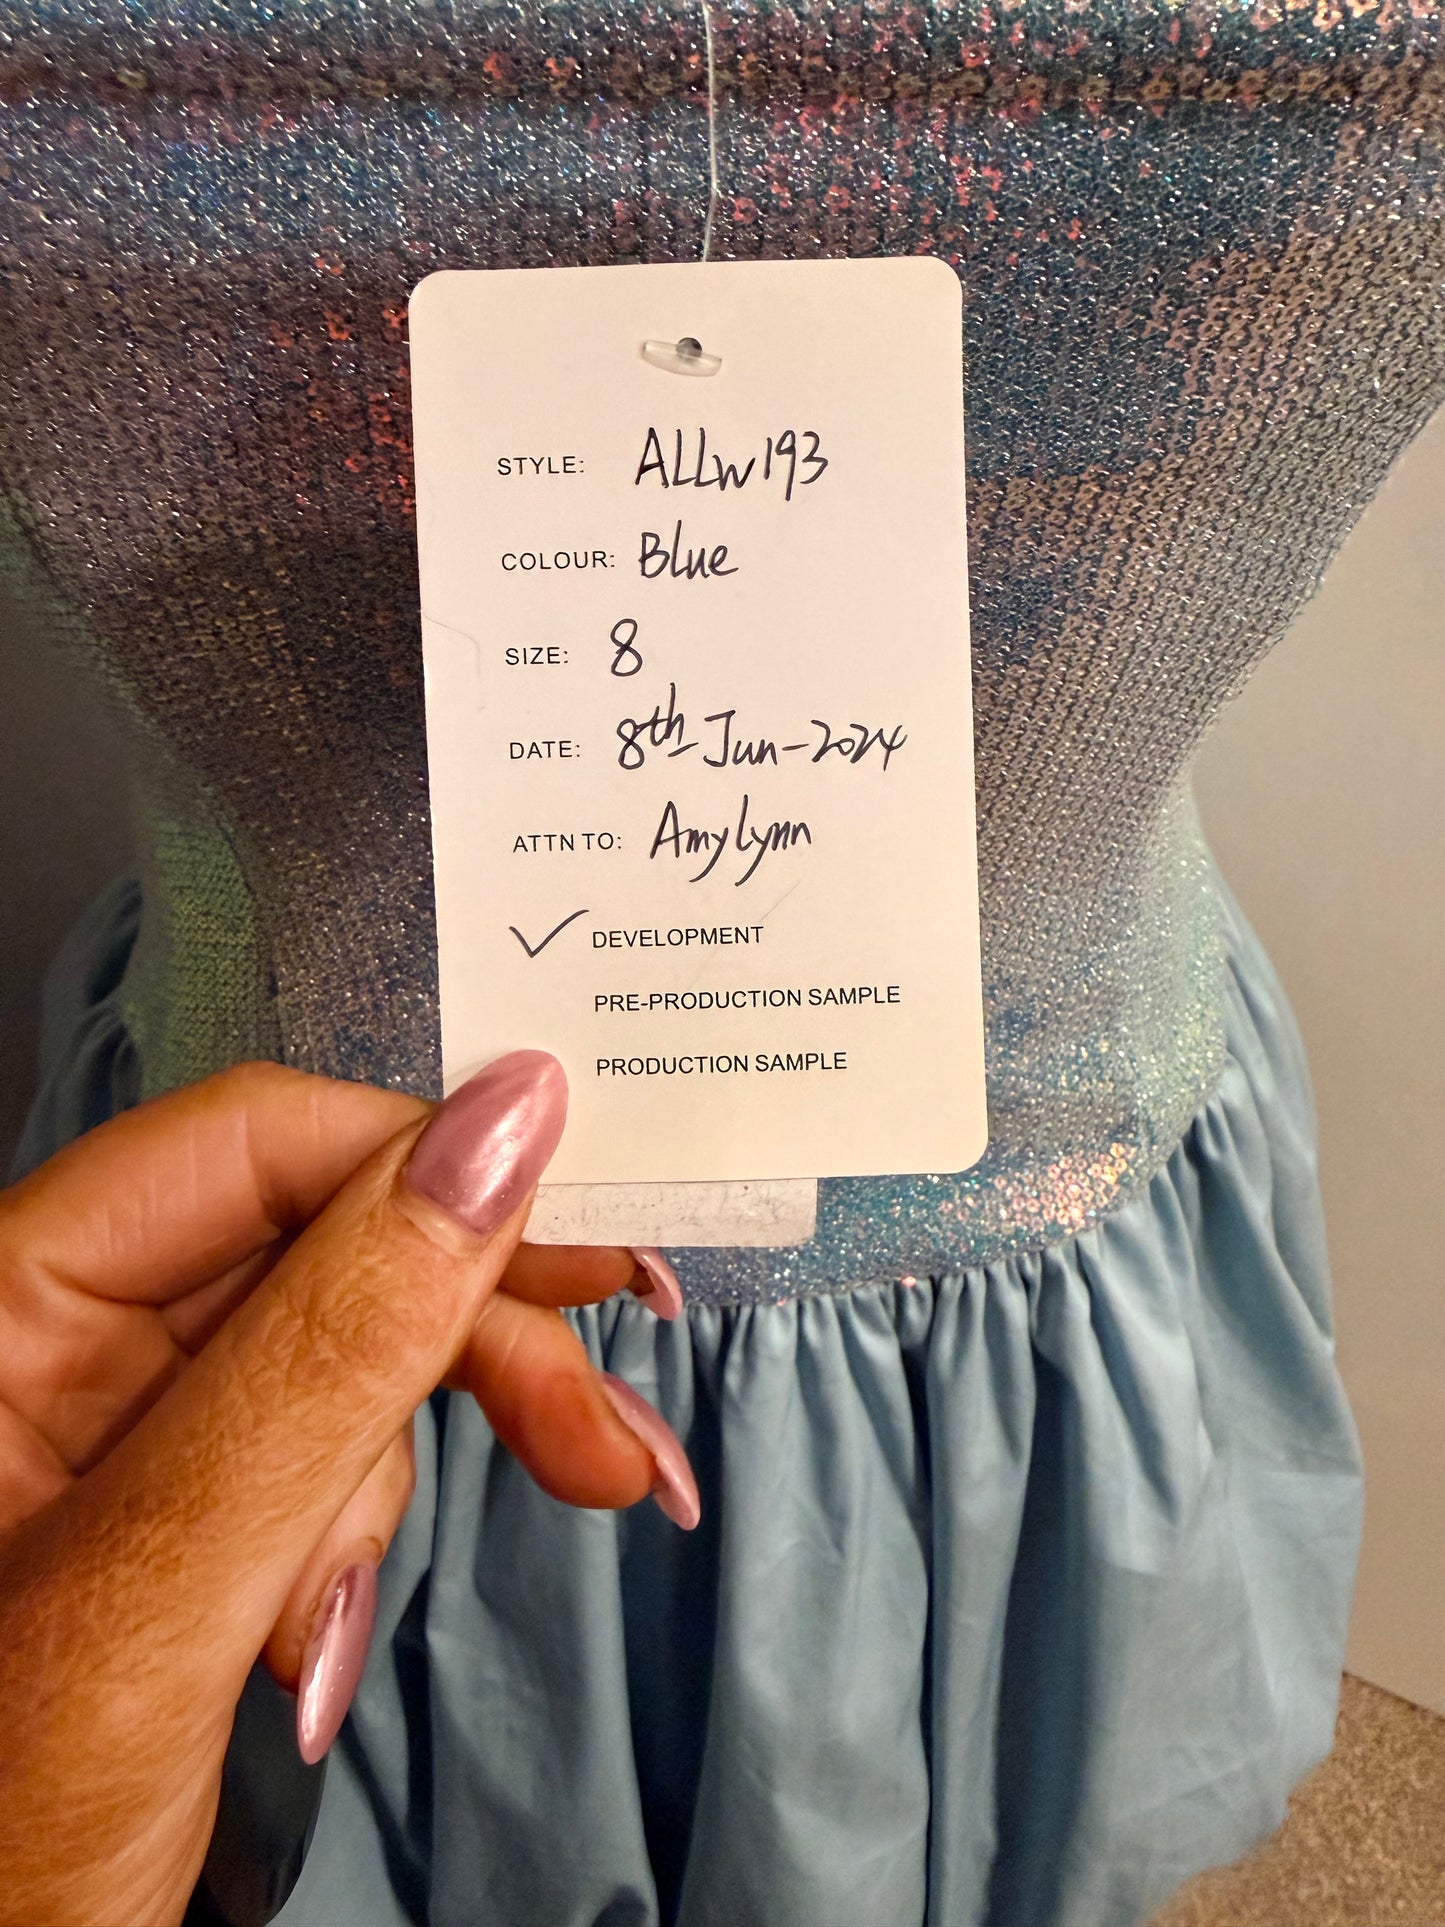 STYLE: ALLW193
COLOUR: Blue
SIZE: 8
DATE: 8th-Jun-2024
ATTN TO: Amylynn
✓ DEVELOPMENT
PRE-PRODUCTION SAMPLE
PRODUCTION SAMPLE